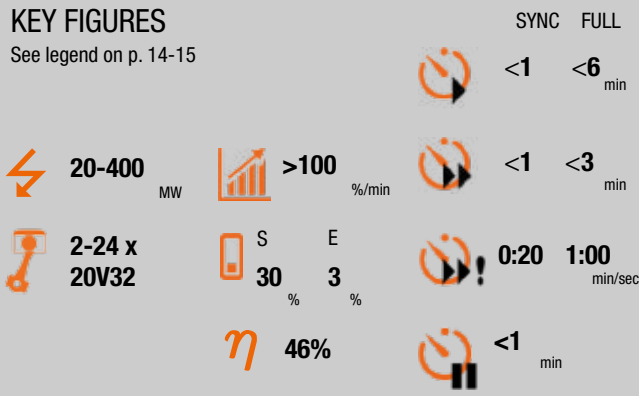 KEY FIGURES
See legend on p. 14-15
SYNC FULL
<1 <6 min
20-400 MW
>100 %/min
<1 <3 min
2-24 x
20V32
S E
30 % 3 %
0:20 1:00 min/sec
η 46%
<1 min